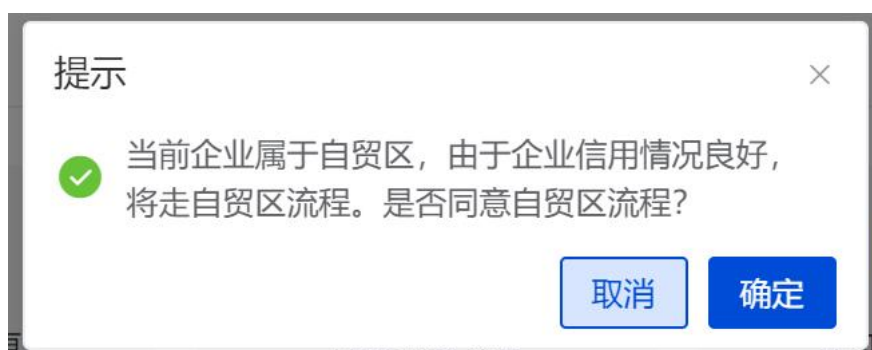 提示
当前企业属于自贸区，由于企业信用情况良好，
将走自贸区流程。是否同意自贸区流程？
取消
确定